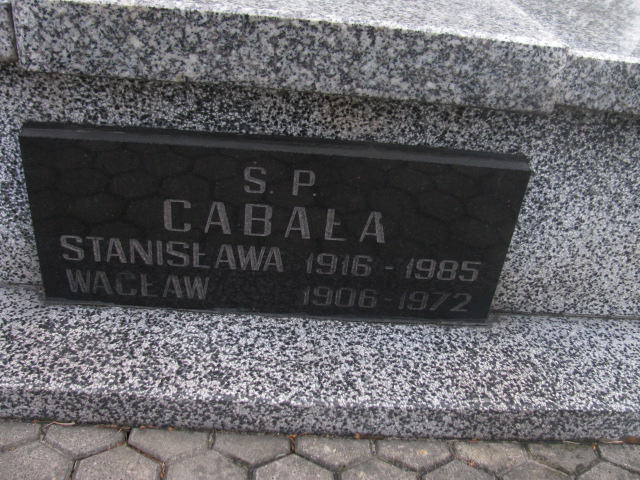 S. P.
CABAŁA
STANISŁAWA 1916-1985
WACŁAW 1906-1972